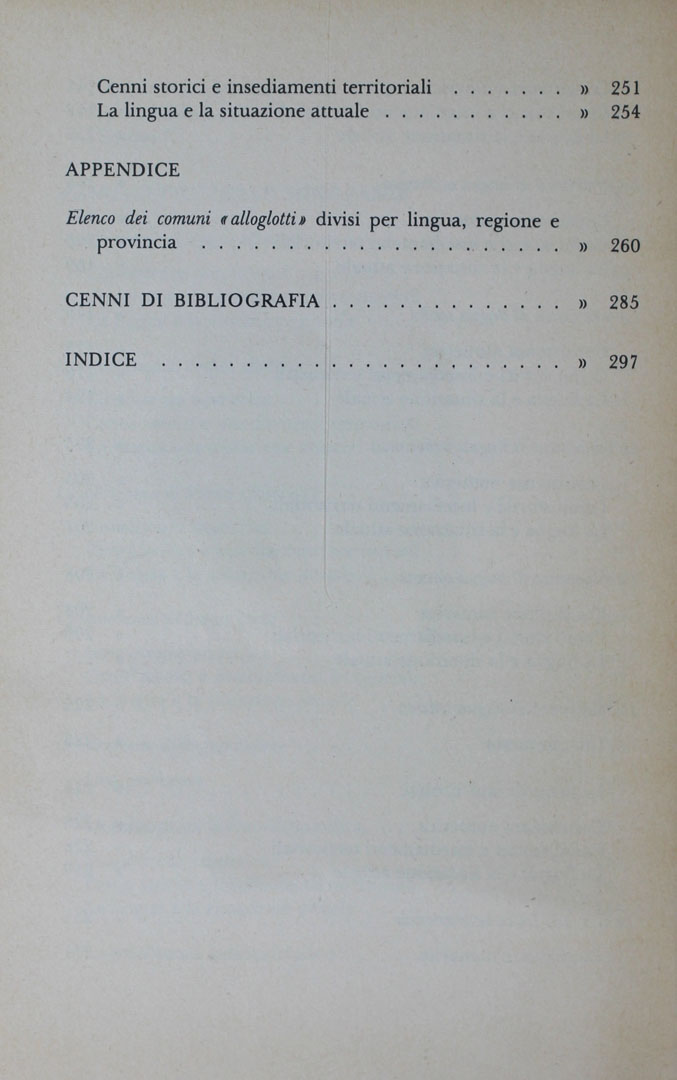 Cenni storici e insediamenti territoriali . . . . . . . » 251
La lingua e la situazione attuale . . . . . . . . . . . » 254
APPENDICE
Elenco dei comuni «alloglotti» divisi per lingua, regione e
provincia . . . . . . . . . . . . . . . . . . . . . . » 260
CENNI DI BIBLIOGRAFIA . . . . . . . . . . . . . . » 285
INDICE . . . . . . . . . . . . . . . . . . . . . . . . » 297